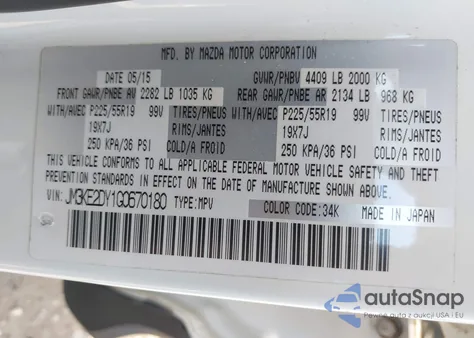 MFD. BY MAZDA MOTOR CORPORATION
DATE 05/15 GVWR/PNBV 4409 LB 2000 KG
FRONT GAWR/PNBE AV 2282 LB 1035 KG REAR GAWR/PNBE AR 2134 LB 968 KG
WITH/AVEC P225/55R19 99V TIRES/PNEUS WITH/AVEC P225/55R19 99V TIRES/PNEUS
19X7J RIMS/JANTES 19X7J RIMS/JANTES
250 KPA/36 PSI COLD/A FROID 250 KPA/36 PSI COLD/A FROID
THIS VEHICLE CONFORMS TO ALL APPLICABLE FEDERAL MOTOR VEHICLE SAFETY AND THEFT
PREVENTION STANDARDS IN EFFECT ON THE DATE OF MANUFACTURE SHOWN ABOVE.
VIN: JM3KE2DY1G0670180 TYPE:MPV
COLOR CODE:34K MADE IN JAPAN
autoSnap
Pewne auto z aukcji USA i EU